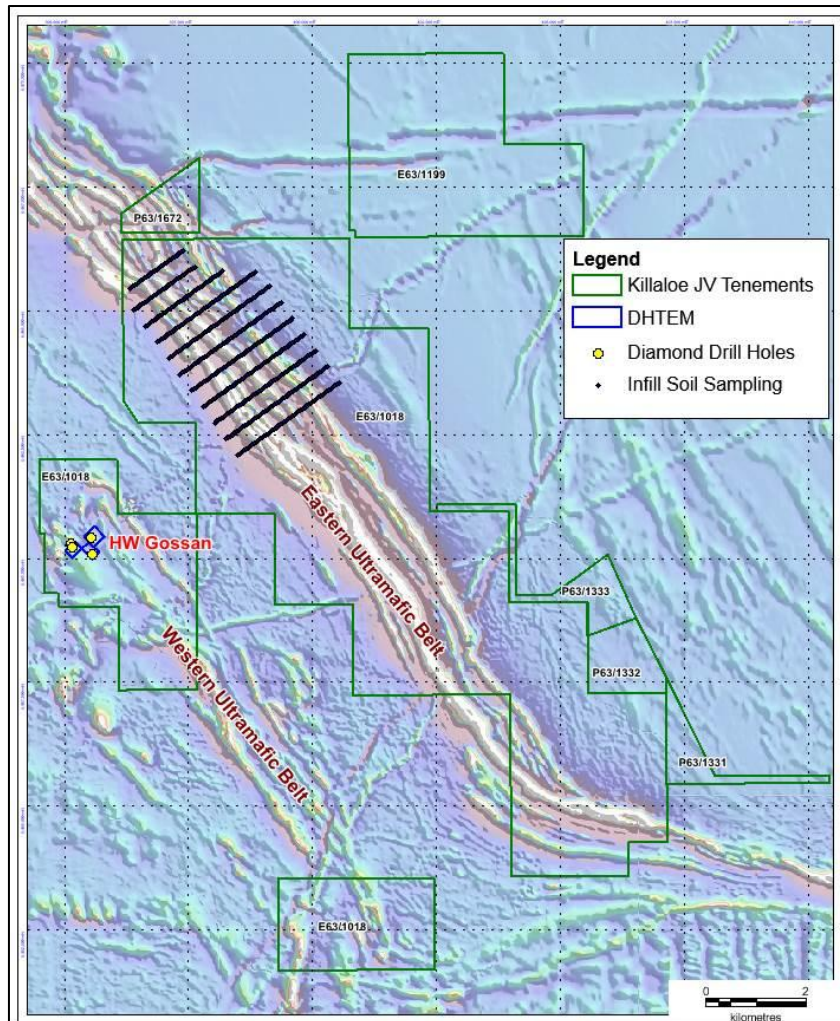 E63/1199
P63/1672
Legend
Killaloe JV Tenements
DHTEM
Diamond Drill Holes
Infill Soil Sampling
E63/1018
E63/1018
HW Gossan
Eastern Ultramafic Belt
P63/1333
Western Ultramafic Belt
P63/1332
P63/1331
E63/1018
0 2
kilometres